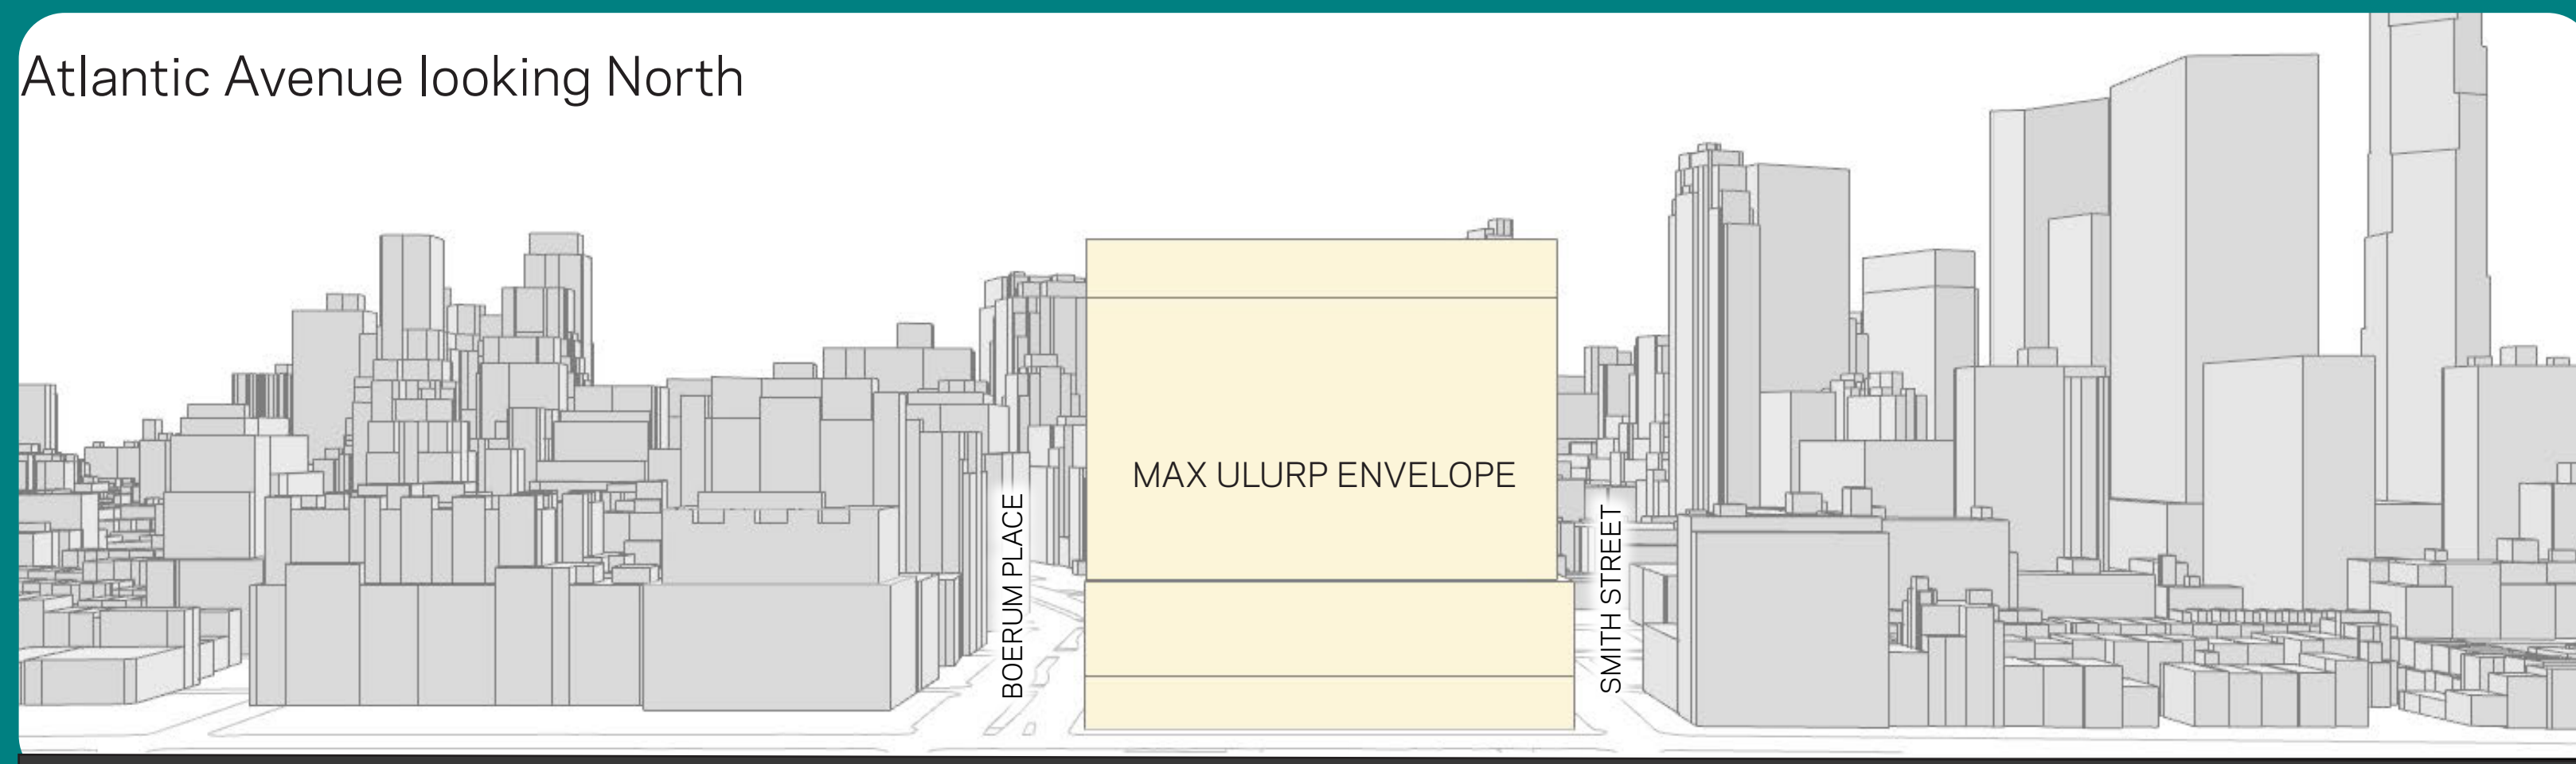 Atlantic Avenue looking North
MAX ULURP ENVELOPE
BOERUM PLACE
SMITH STREET